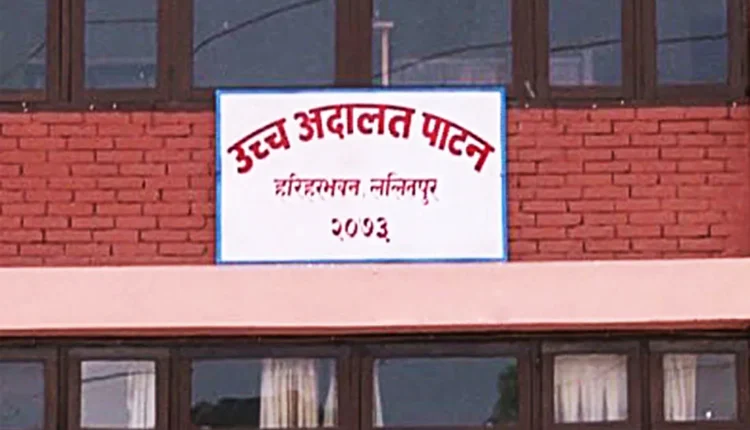 उच्च अदालत पाटन
हरिहरभवन, ललितपुर
२०७३